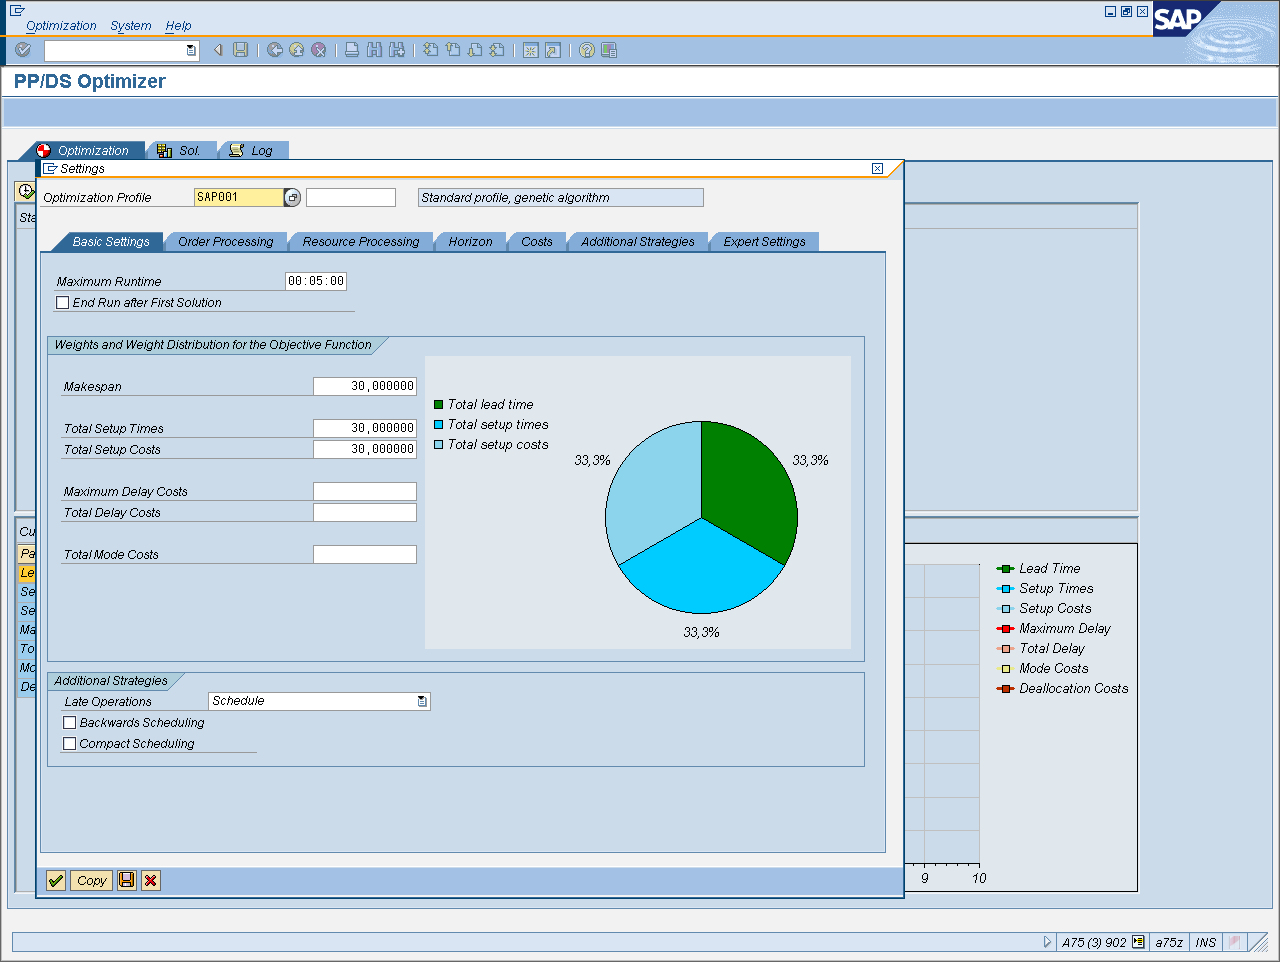 Optimization System Help
SAP
PP/DS Optimizer
Optimization Sol. Log
Settings
Optimization Profile SAP001 Standard profile, genetic algorithm
Sta
Basic Settings Order Processing Resource Processing Horizon Costs Additional Strategies Expert Settings
Maximum Runtime 00:05:00
End Run after First Solution
Weights and Weight Distribution for the Objective Function
Makespan 30,000000
Total Setup Times 30,000000
Total Setup Costs 30,000000
Maximum Delay Costs
Total Delay Costs
Total Mode Costs
Total lead time
Total setup times
Total setup costs
33,3% 33,3%
33,3%
Additional Strategies
Late Operations Schedule
Backwards Scheduling
Compact Scheduling
Copy
Cu
Pa
Le
Se
Se
Ma
To
Mo
De
Lead Time
Setup Times
Setup Costs
Maximum Delay
Total Delay
Mode Costs
Deallocation Costs
9 10
A75 (3) 902 a75z INS